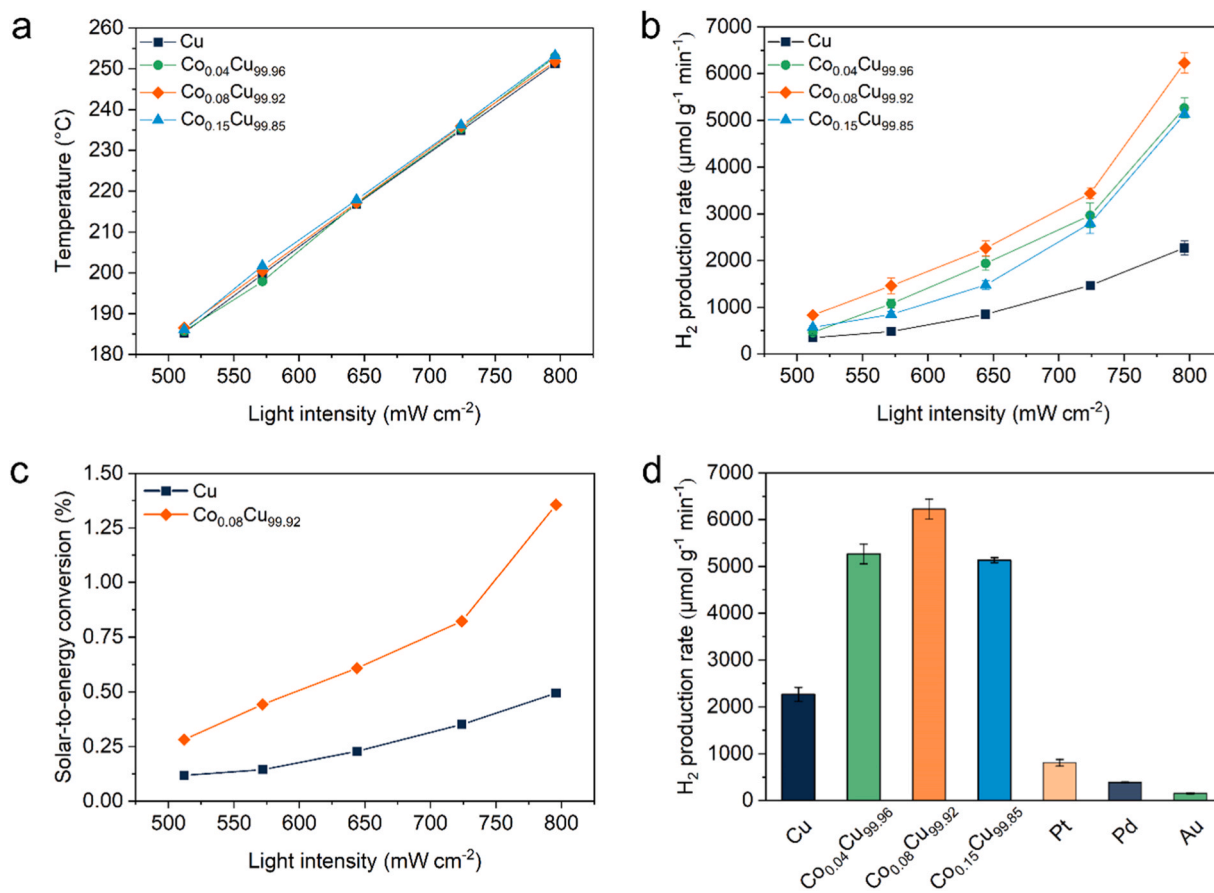 a
260
250
240
230
220
210
200
190
180
Temperature (°C)
Cu
Co0.04Cu99.96
Co0.08Cu99.92
Co0.15Cu99.85
500 550 600 650 700 750 800
Light intensity (mW cm-2)
b
7000
6000
5000
4000
3000
2000
1000
0
H2 production rate (μmol g-1 min-1)
Cu
Co0.04Cu99.96
Co0.08Cu99.92
Co0.15Cu99.85
500 550 600 650 700 750 800
Light intensity (mW cm-2)
c
1.50
1.25
1.00
0.75
0.50
0.25
0.00
Solar-to-energy conversion (%)
Cu
Co0.08Cu99.92
500 550 600 650 700 750 800
Light intensity (mW cm-2)
d
7000
6000
5000
4000
3000
2000
1000
0
H2 production rate (μmol g-1 min-1)
Cu
Co0.04Cu99.96
Co0.08Cu99.92
Co0.15Cu99.85
Pt
Pd
Au